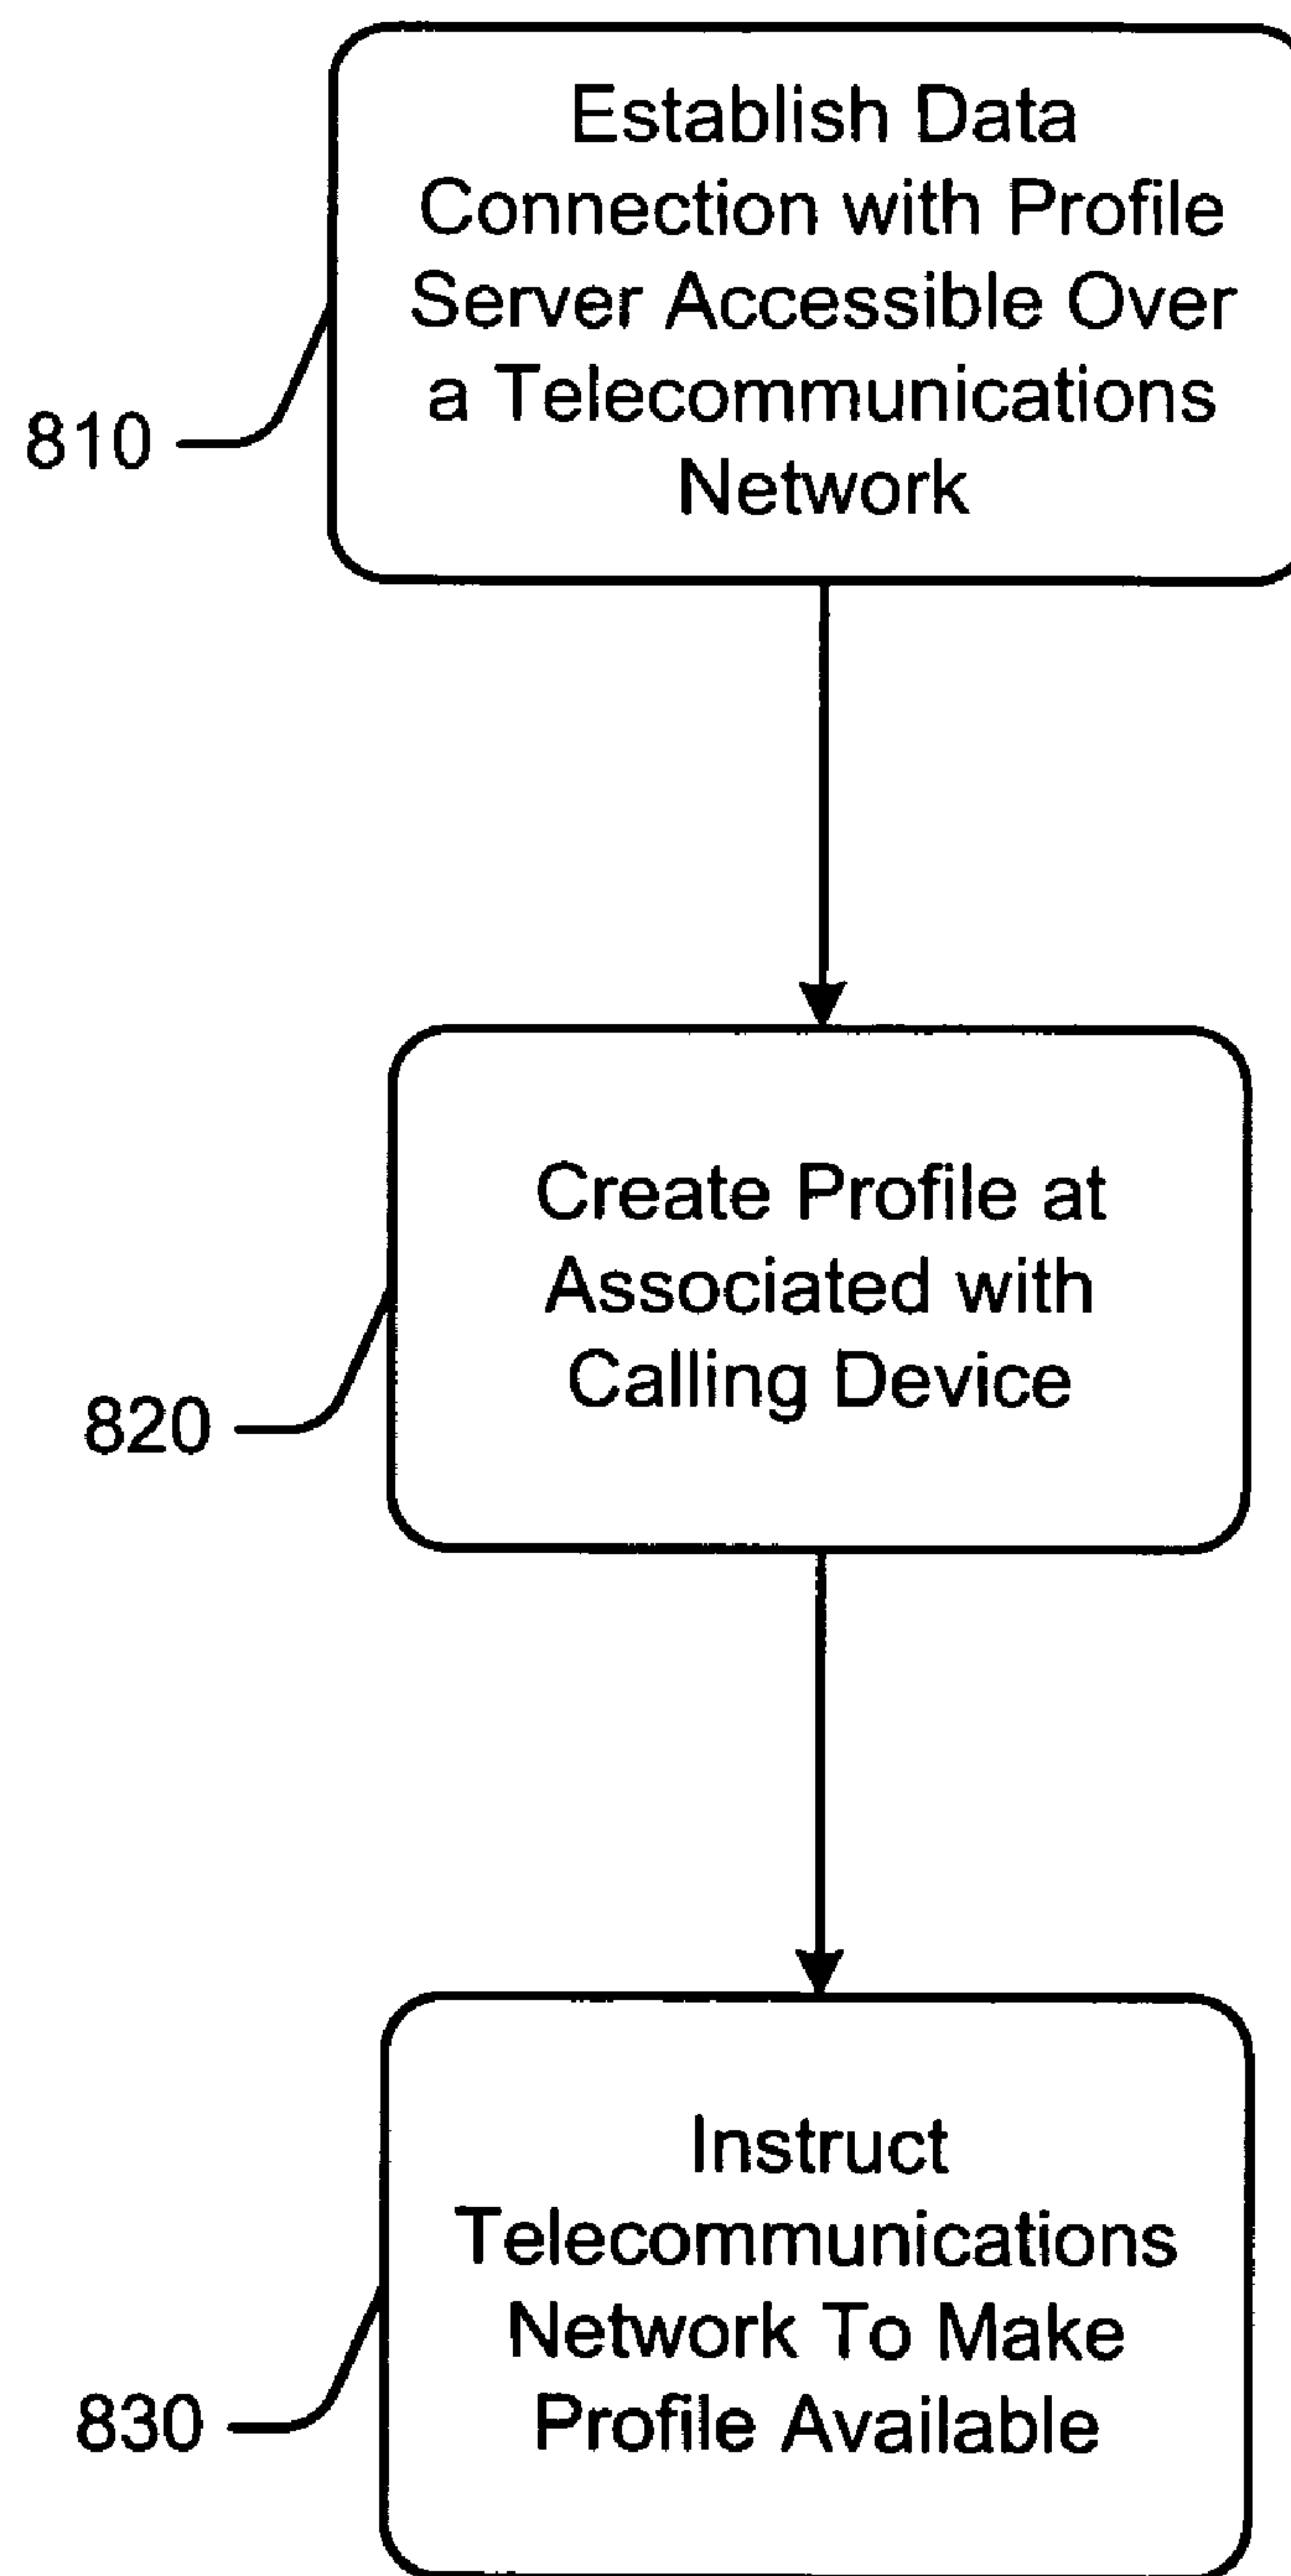 Establish Data
Connection with Profile
Server Accessible Over
a Telecommunications
Network
810
Create Profile at
Associated with
Calling Device
820
Instruct
Telecommunications
Network To Make
Profile Available
830